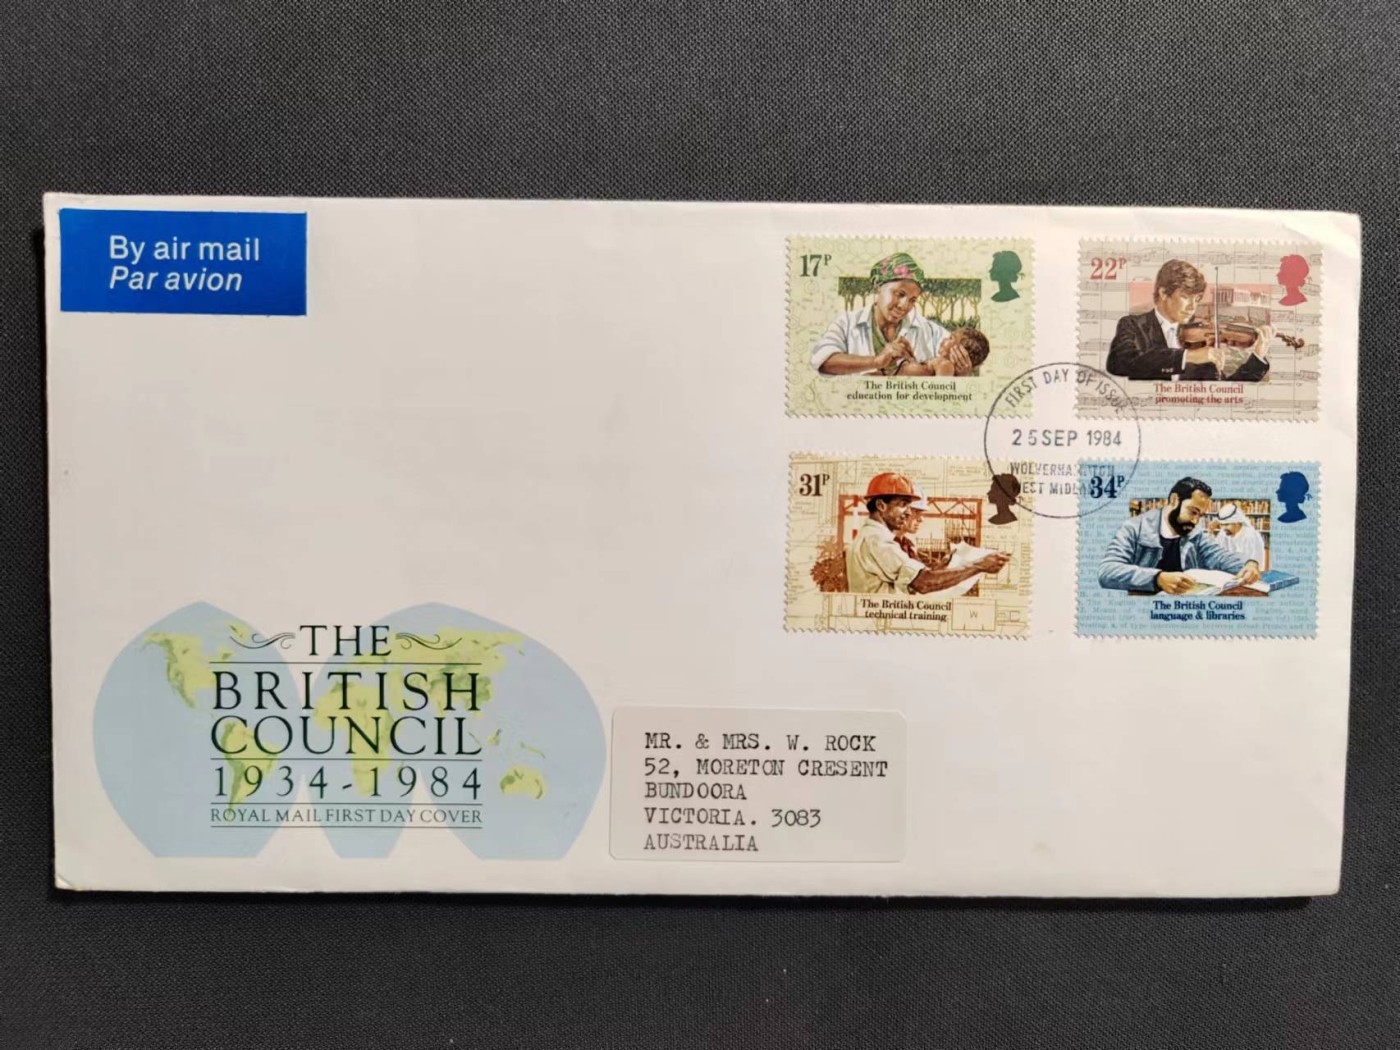 By air mail
Par avion
17P
The British Council
education for development
22P
The British Council
promoting the arts
FIRST DAY OF ISSUE
25 SEP 1984
WOLVERHAMPTON
WEST MIDLANDS
31P
The British Council
technical training
W
34P
The British Council
language & libraries
THE
BRITISH
COUNCIL
1934-1984
ROYAL MAIL FIRST DAY COVER
MR. & MRS. W. ROCK
52, MORETON CRESENT
BUNDOORA
VICTORIA. 3083
AUSTRALIA